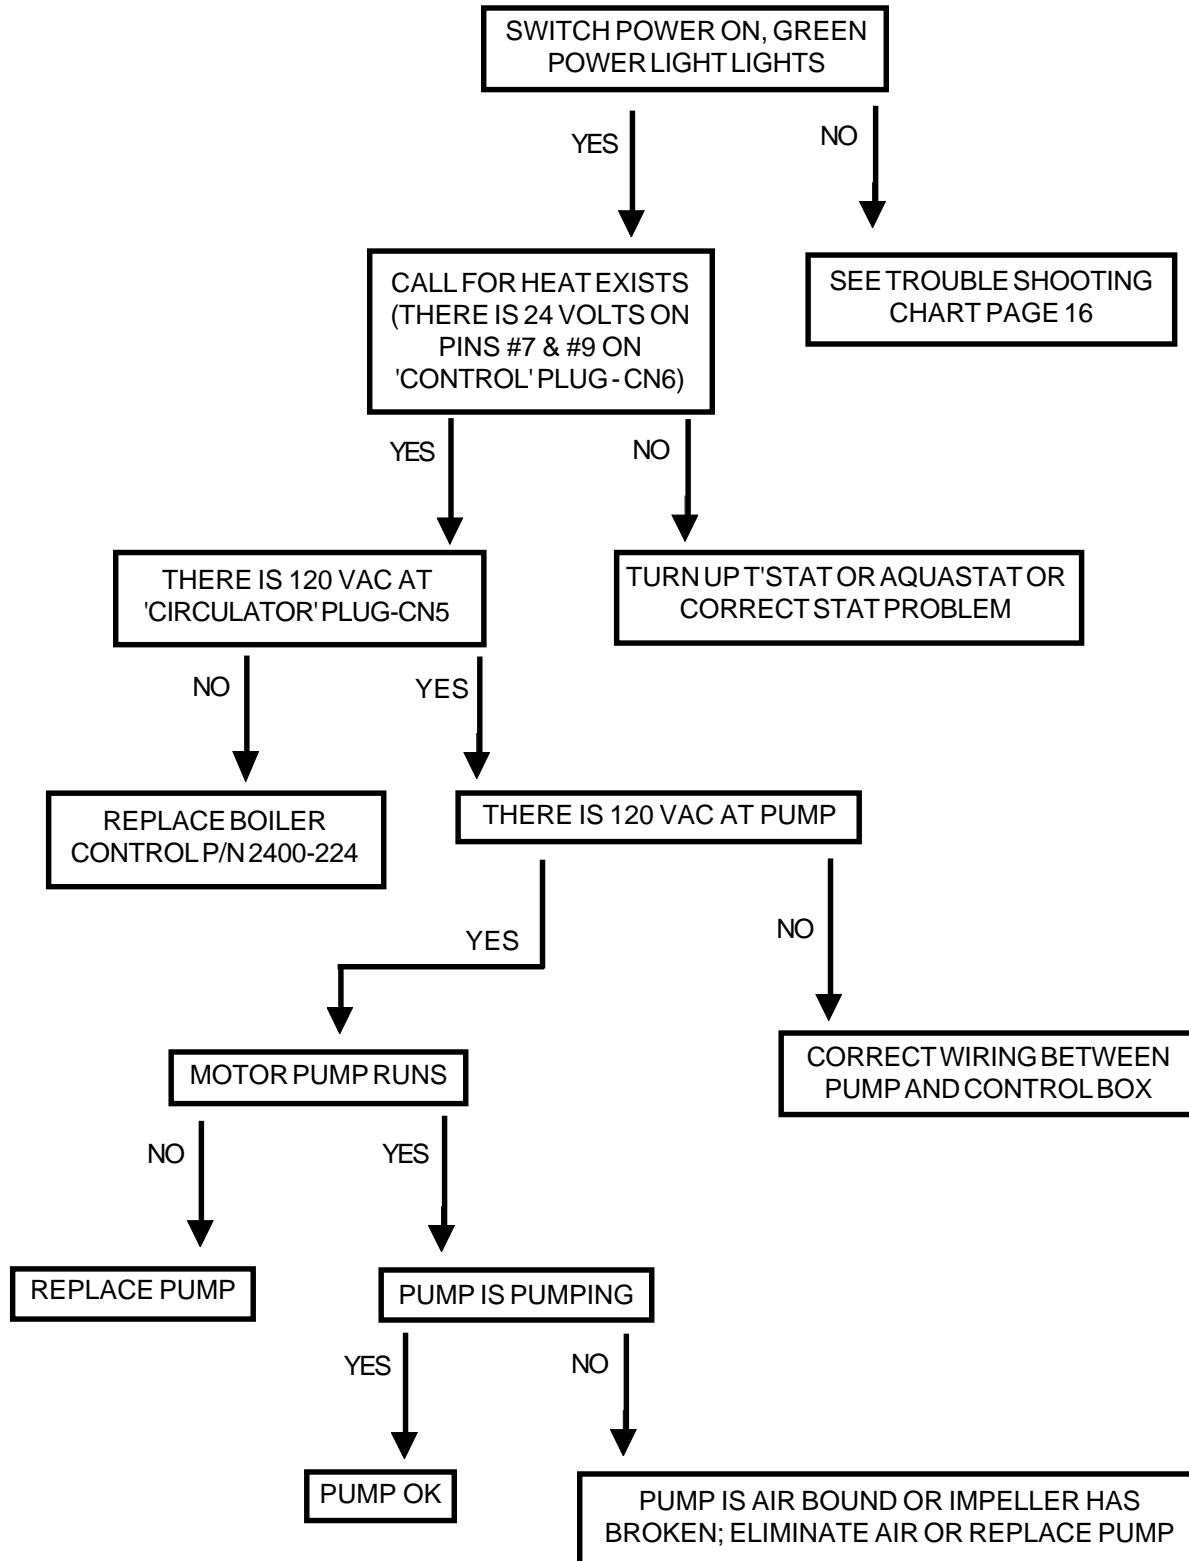 SWITCH POWER ON, GREEN
POWER LIGHT LIGHTS
YES
NO
CALL FOR HEAT EXISTS
(THERE IS 24 VOLTS ON
PINS #7 & #9 ON
'CONTROL' PLUG - CN6)
SEE TROUBLE SHOOTING
CHART PAGE 16
YES
NO
THERE IS 120 VAC AT
'CIRCULATOR' PLUG-CN5
TURN UP T'STAT OR AQUASTAT OR
CORRECT STAT PROBLEM
NO
YES
REPLACE BOILER
CONTROL P/N 2400-224
THERE IS 120 VAC AT PUMP
YES
NO
MOTOR PUMP RUNS
CORRECT WIRING BETWEEN
PUMP AND CONTROL BOX
NO
YES
REPLACE PUMP
PUMP IS PUMPING
YES
NO
PUMP OK
PUMP IS AIR BOUND OR IMPELLER HAS
BROKEN; ELIMINATE AIR OR REPLACE PUMP